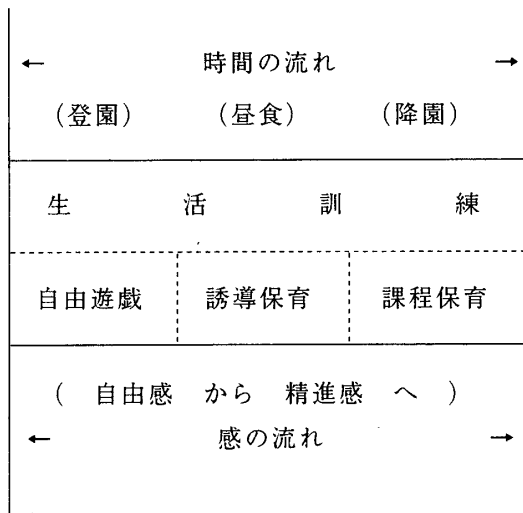 ← 時間の流れ →
(登園) (昼食) (降園)
生活訓練
自由遊戯 誘導保育 課程保育
( 自由感 から 精進感 へ )
← 感の流れ →